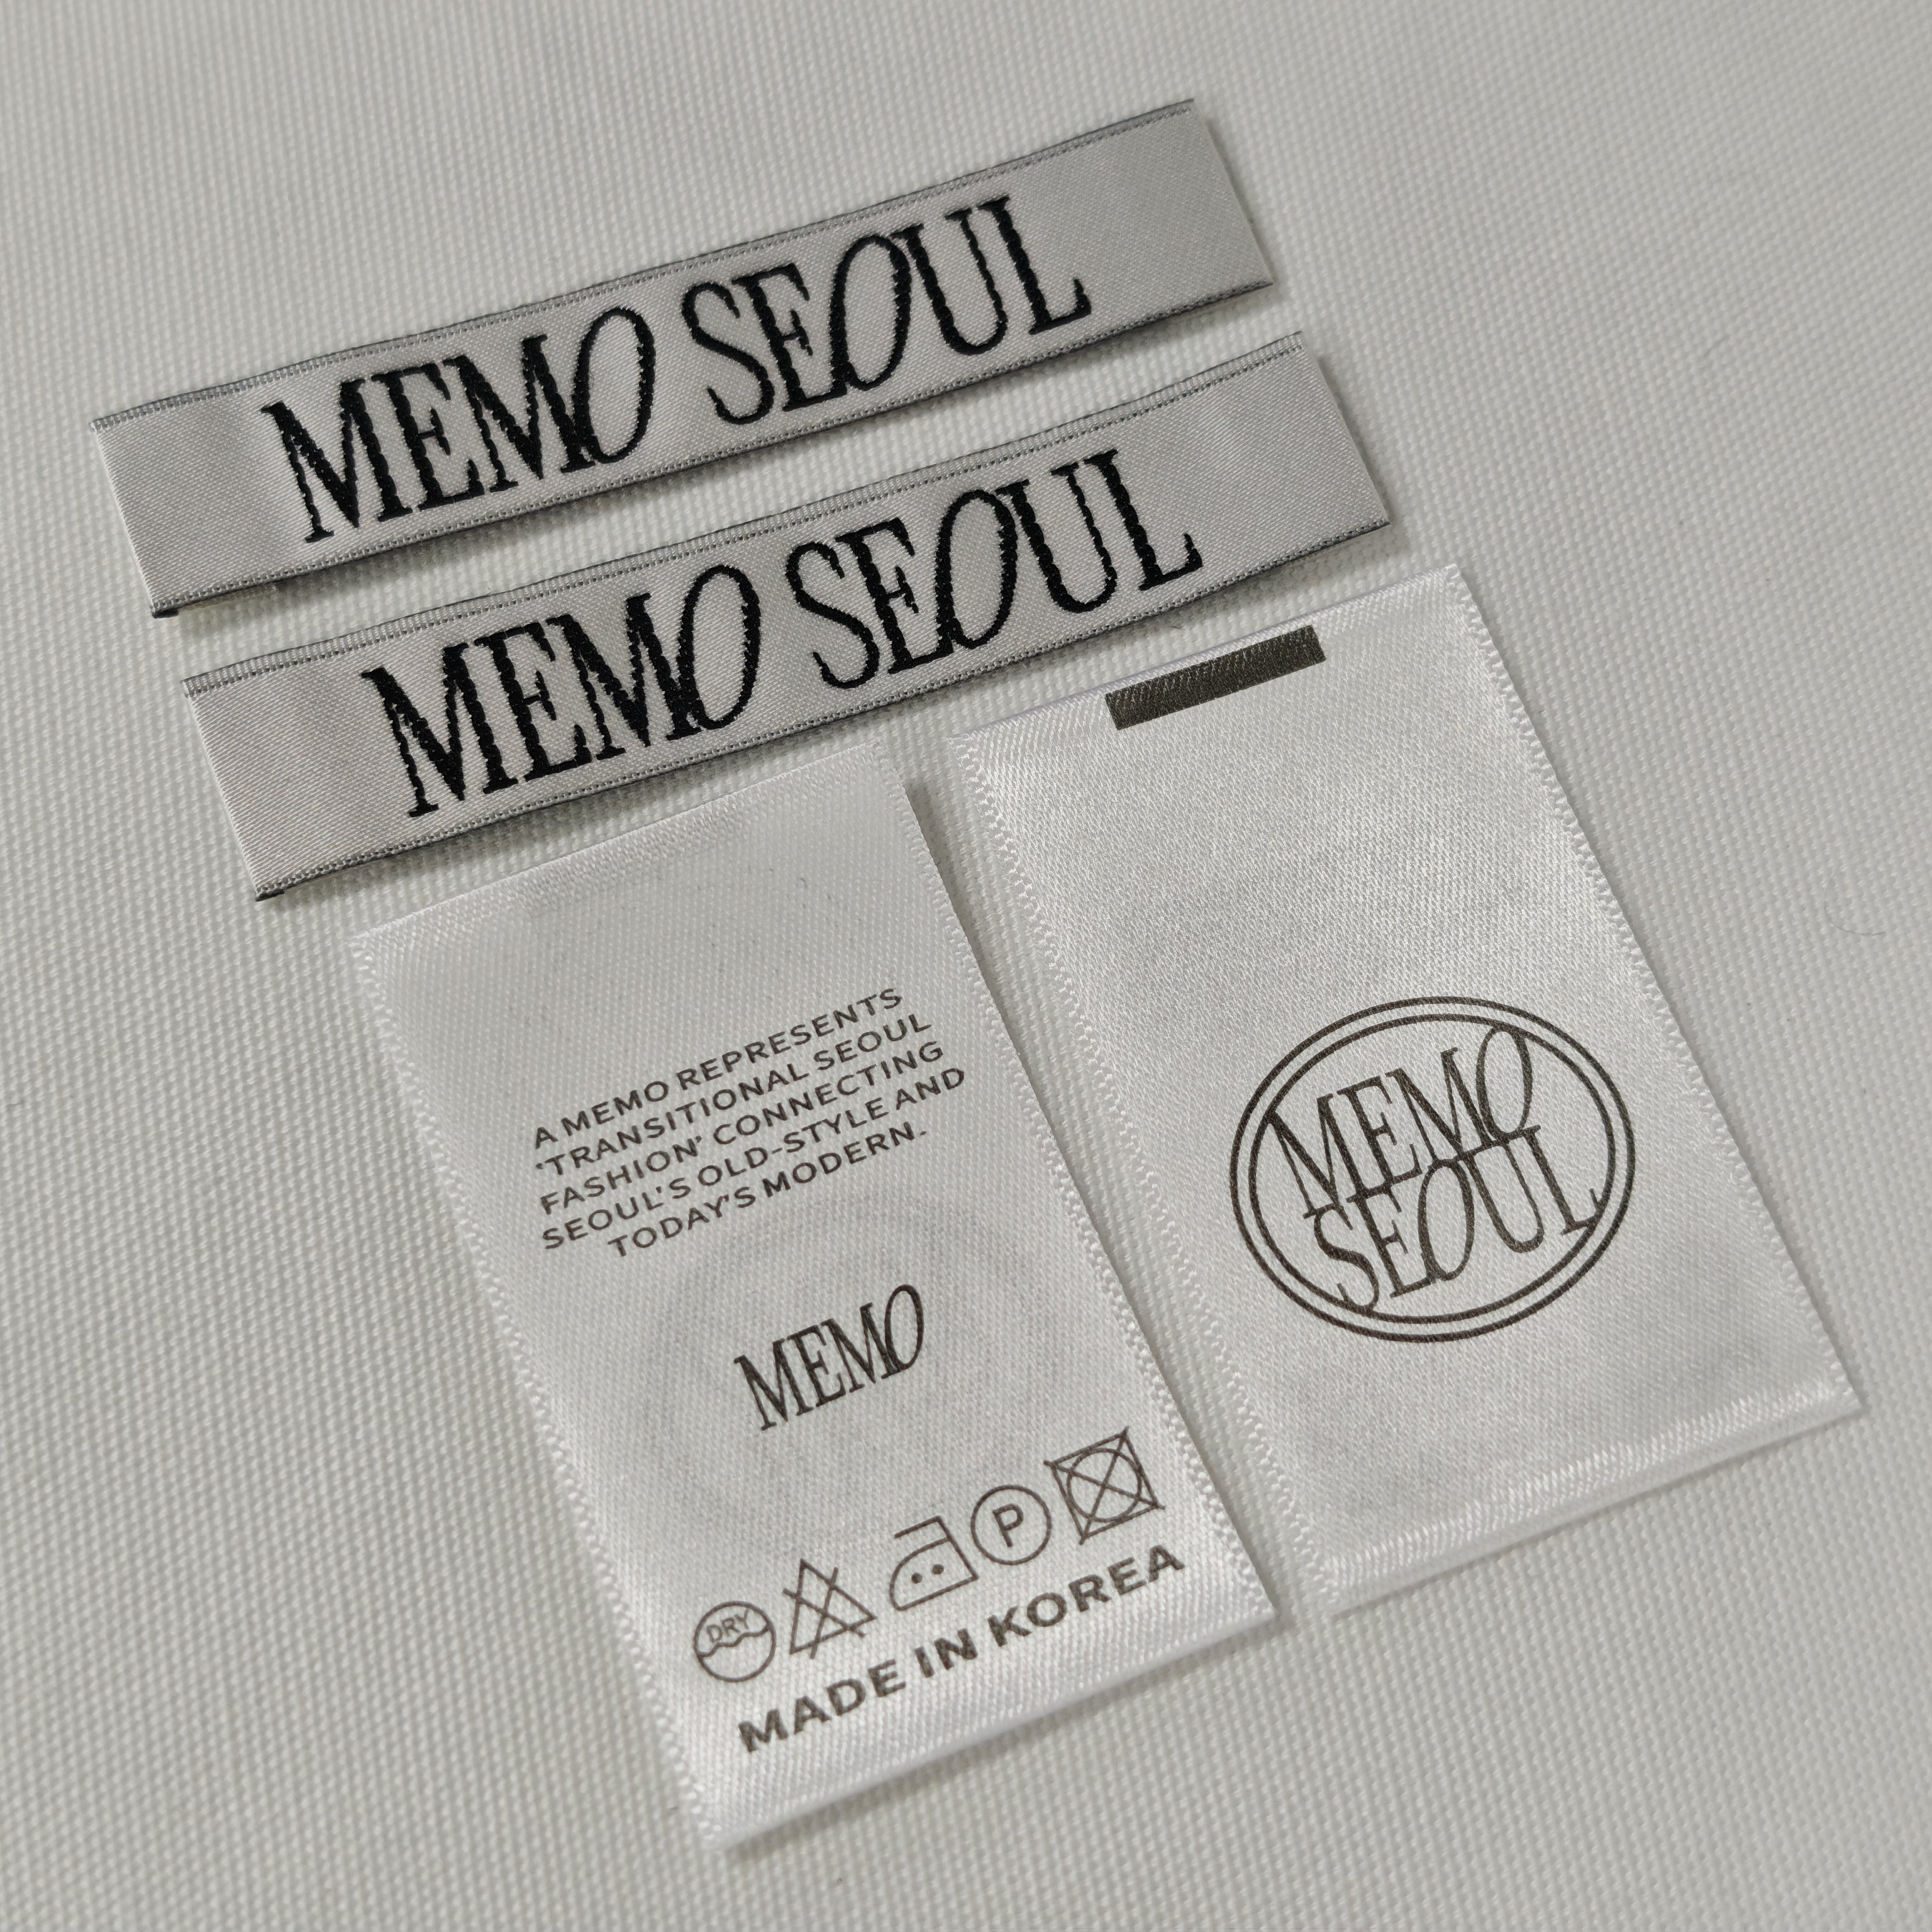 MEMO SEOUL
MEMO SEOUL
A MEMO REPRESENTS
'TRANSITIONAL SEOUL
FASHION' CONNECTING
SEOUL'S OLD-STYLE AND
TODAY'S MODERN.
MEMO
DRY
P
MADE IN KOREA
MEMO
SEOUL